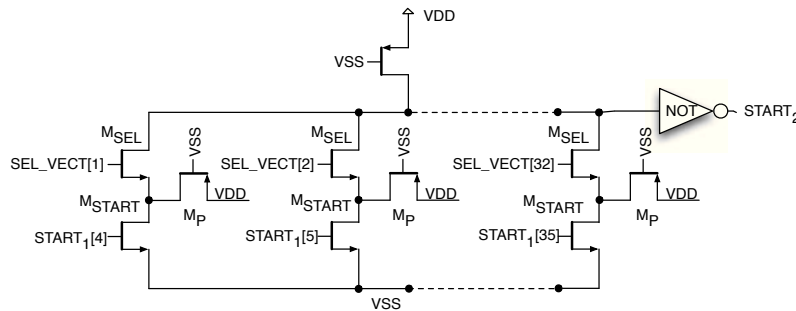 VDD
VSS
NOT
START2
MSEL
VSS
MSEL
VSS
MSEL
VSS
SEL_VECT[1]
SEL_VECT[2]
SEL_VECT[32]
MSTART
VDD
MSTART
VDD
MSTART
VDD
MP
MP
MP
START1[4]
START1[5]
START1[35]
VSS